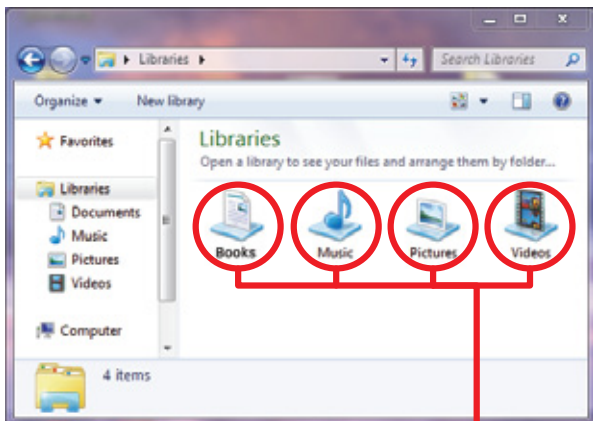 Libraries
Search Libraries
Organize
New library
Favorites
Libraries
Documents
Music
Pictures
Videos
Computer
Libraries
Open a library to see your files and arrange them by folder...
Books
Music
Pictures
Videos
4 items